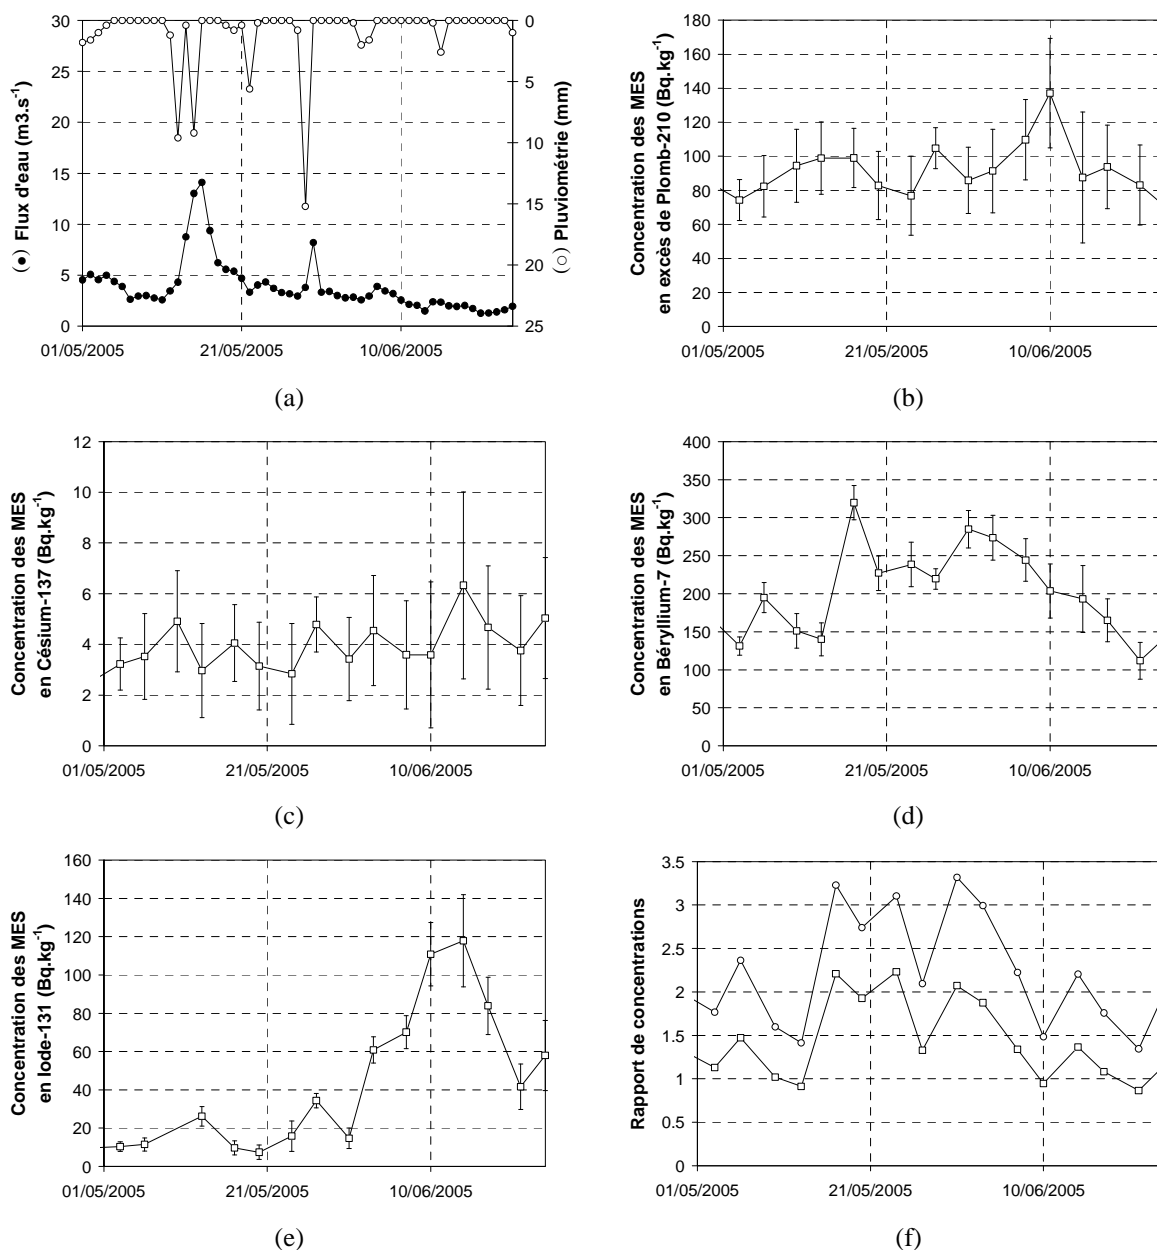 (●) Flux d'eau (m3.s⁻¹)
30
25
20
15
10
5
0
0
5
10
15
20
25
(○) Pluviométrie (mm)
01/05/2005 21/05/2005 10/06/2005
(a)
Concentration des MES
en excès de Plomb-210 (Bq.kg⁻¹)
180
160
140
120
100
80
60
40
20
0
01/05/2005 21/05/2005 10/06/2005
(b)
Concentration des MES
en Césium-137 (Bq.kg⁻¹)
12
10
8
6
4
2
0
01/05/2005 21/05/2005 10/06/2005
(c)
Concentration des MES
en Béryllium-7 (Bq.kg⁻¹)
400
350
300
250
200
150
100
50
0
01/05/2005 21/05/2005 10/06/2005
(d)
Concentration des MES
en Iode-131 (Bq.kg⁻¹)
160
140
120
100
80
60
40
20
0
01/05/2005 21/05/2005 10/06/2005
(e)
Rapport de concentrations
3.5
3
2.5
2
1.5
1
0.5
0
01/05/2005 21/05/2005 10/06/2005
(f)